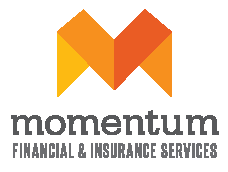 momentum
FINANCIAL & INSURANCE SERVICES